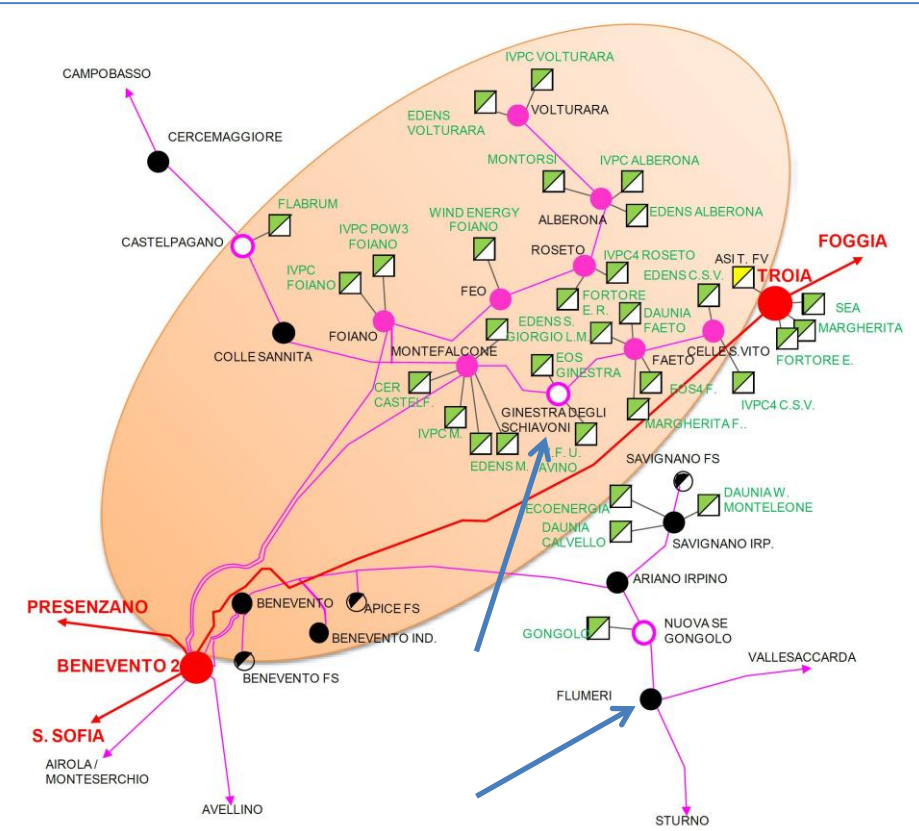 IVPC VOLTURARA
CAMPOBASSO
EDENS
VOLTURARA
VOLTURARA
CERCEMAGGIORE
MONTORSI
IVPC ALBERONA
FLABRUM
WIND ENERGY
FOIANO
ALBERONA
EDENS ALBERONA
CASTELPAGANO
IVPC POW3
FOIANO
ROSETO
IVPC4 ROSETO
ASI T. FV
FOGGIA
IVPC
FOIANO
FEO
EDENS C.S.V.
TROIA
FORTORE
E. R.
DAUNIA
FAETO
SEA
COLLE SANNITA
FOIANO
EDENS S.
GIORGIO L.M.
MARGHERITA
MONTEFALCONE
EOS
GINESTRA
FAETO
CELLE S. VITO
FORTORE E.
CER
CASTELF.
EOS4 F.
IVPC4 C.S.V.
GINESTRA DEGLI
SCHIAVONI
MARGHERITA F..
IVPC M.
EDENS M.
.F. U.
AVINO
SAVIGNANO FS
ECOENERGIA
DAUNIA W.
MONTELEONE
DAUNIA
CALVELLO
SAVIGNANO IRP.
ARIANO IRPINO
PRESENZANO
BENEVENTO
APICE FS
BENEVENTO IND.
GONGOLO
NUOVA SE
GONGOLO
BENEVENTO 2
BENEVENTO FS
VALLESACCARDA
FLUMERI
S. SOFIA
AIROLA /
MONTESERCHIO
AVELLINO
STURNO